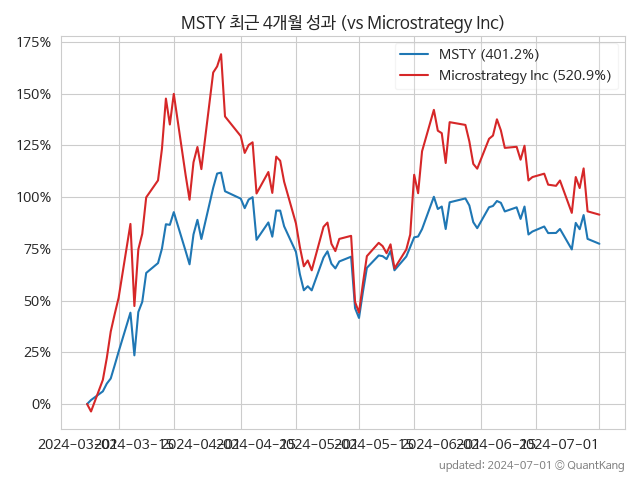 MSTY 최근 4개월 성과 (vs Microstrategy Inc)
MSTY (401.2%)
Microstrategy Inc (520.9%)
175%
150%
125%
100%
75%
50%
25%
0%
2024-03-01 2024-03-15 2024-04-01 2024-04-15 2024-05-01 2024-05-15 2024-06-01 2024-06-15 2024-07-01
updated: 2024-07-01 © QuantKang